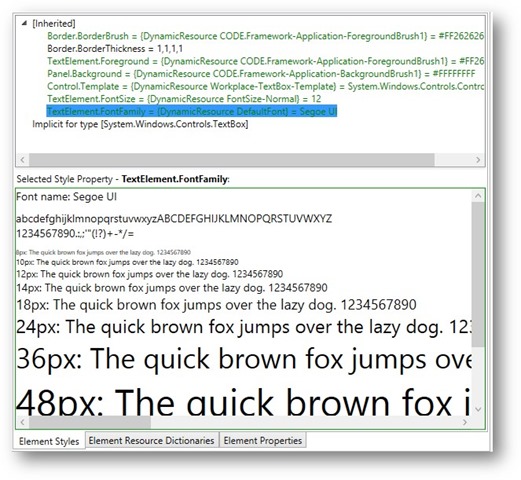 [Inherited]
Border.BorderBrush = {DynamicResource CODE.Framework-Application-ForegroundBrush1} = #FF262626
Border.BorderThickness = 1,1,1,1
TextElement.Foreground = {DynamicResource CODE.Framework-Application-ForegroundBrush1} = #FF26
Panel.Background = {DynamicResource CODE.Framework-Application-BackgroundBrush1} = #FFFFFFFF
Control.Template = {DynamicResource Workplace-TextBox-Template} = System.Windows.Controls.Contro
TextElement.FontSize = {DynamicResource FontSize-Normal} = 12
TextElement.FontFamily = {DynamicResource DefaultFont} = Segoe UI
Implicit for type [System.Windows.Controls.TextBox]
Selected Style Property - TextElement.FontFamily:
Font name: Segoe UI
abcdefghijklmnopqrstuvwxyzABCDEFGHIJKLMNOPQRSTUVWXYZ
1234567890.:,;'"(!?)+-*/=
8px: The quick brown fox jumps over the lazy dog. 1234567890
10px: The quick brown fox jumps over the lazy dog. 1234567890
12px: The quick brown fox jumps over the lazy dog. 1234567890
14px: The quick brown fox jumps over the lazy dog. 1234567890
18px: The quick brown fox jumps over the lazy dog. 1234567890
24px: The quick brown fox jumps over the lazy dog. 123
36px: The quick brown fox jumps ove
48px: The quick brown fox j
Element Styles
Element Resource Dictionaries
Element Properties